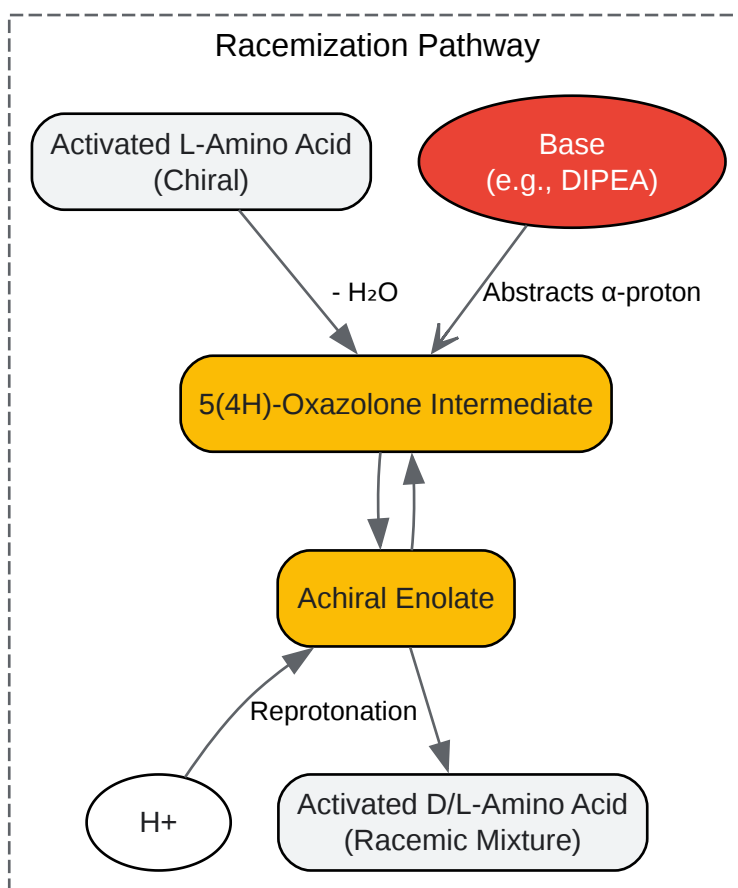 Racemization Pathway
Activated L-Amino Acid
(Chiral)
Base
(e.g., DIPEA)
- H₂O
Abstracts α-proton
5(4H)-Oxazolone Intermediate
Achiral Enolate
Reprotonation
H+
Activated D/L-Amino Acid
(Racemic Mixture)